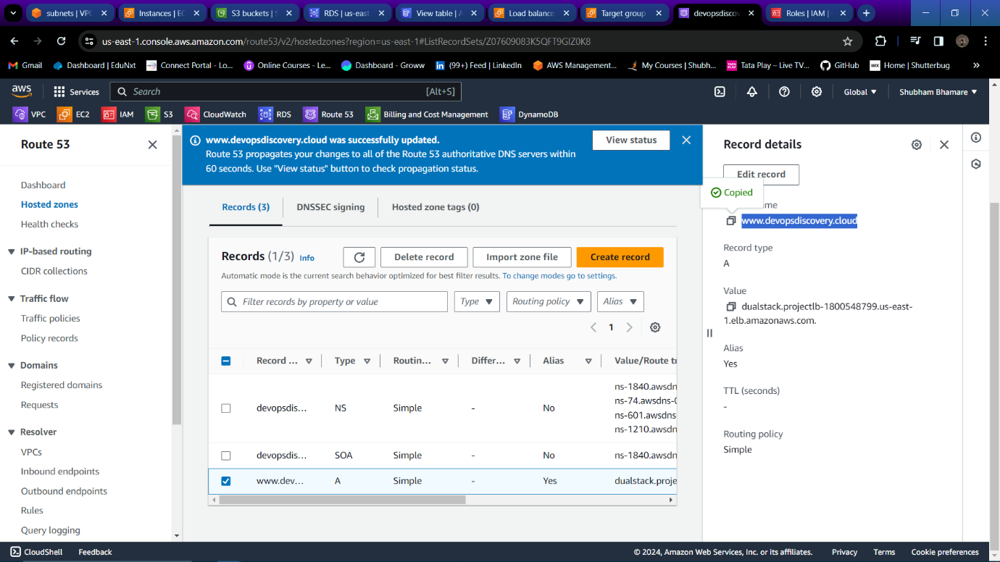 subnets | VPC
Instances | EC
S3 buckets | S
RDS | us-east
View table | A
Load balance
Target group
devopsdiscov
Roles | IAM |
us-east-1.console.aws.amazon.com/route53/v2/hostedzones?region=us-east-1#ListRecordSets/Z07609083K5QFT9GIZ0K8
Gmail
Dashboard | EduNxt
Connect Portal - Lo...
Online Courses - Le...
Dashboard - Groww
(99+) Feed | LinkedIn
AWS Management...
My Courses | Shubh...
Tata Play – Live TV...
GitHub
Home | Shutterbug
aws
Services
Search
[Alt+S]
Global
Shubham Bhamare
VPC
EC2
IAM
S3
CloudWatch
RDS
Route 53
Billing and Cost Management
DynamoDB
Route 53
Dashboard
Hosted zones
Health checks
IP-based routing
CIDR collections
Traffic flow
Traffic policies
Policy records
Domains
Registered domains
Requests
Resolver
VPCs
Inbound endpoints
Outbound endpoints
Rules
Query logging
www.devopsdiscovery.cloud was successfully updated.
Route 53 propagates your changes to all of the Route 53 authoritative DNS servers within
60 seconds. Use "View status" button to check propagation status.
View status
Records (3)
DNSSEC signing
Hosted zone tags (0)
Records (1/3) Info
Delete record
Import zone file
Create record
Automatic mode is the current search behavior optimized for best filter results. To change modes go to settings.
Filter records by property or value
Type
Routing policy
Alias
1
Record ...
Type
Routin...
Differ...
Alias
Value/Route tr
devopsdis...
NS
Simple
-
No
ns-1840.awsdn
ns-74.awsdns-0
ns-601.awsdns
ns-1210.awsdn
devopsdis...
SOA
Simple
-
No
ns-1840.awsdn
www.dev...
A
Simple
-
Yes
dualstack.proje
Record details
Edit record
Copied
me
www.devopsdiscovery.cloud
Record type
A
Value
dualstack.projectlb-1800548799.us-east-
1.elb.amazonaws.com.
Alias
Yes
TTL (seconds)
-
Routing policy
Simple
CloudShell
Feedback
© 2024, Amazon Web Services, Inc. or its affiliates.
Privacy
Terms
Cookie preferences